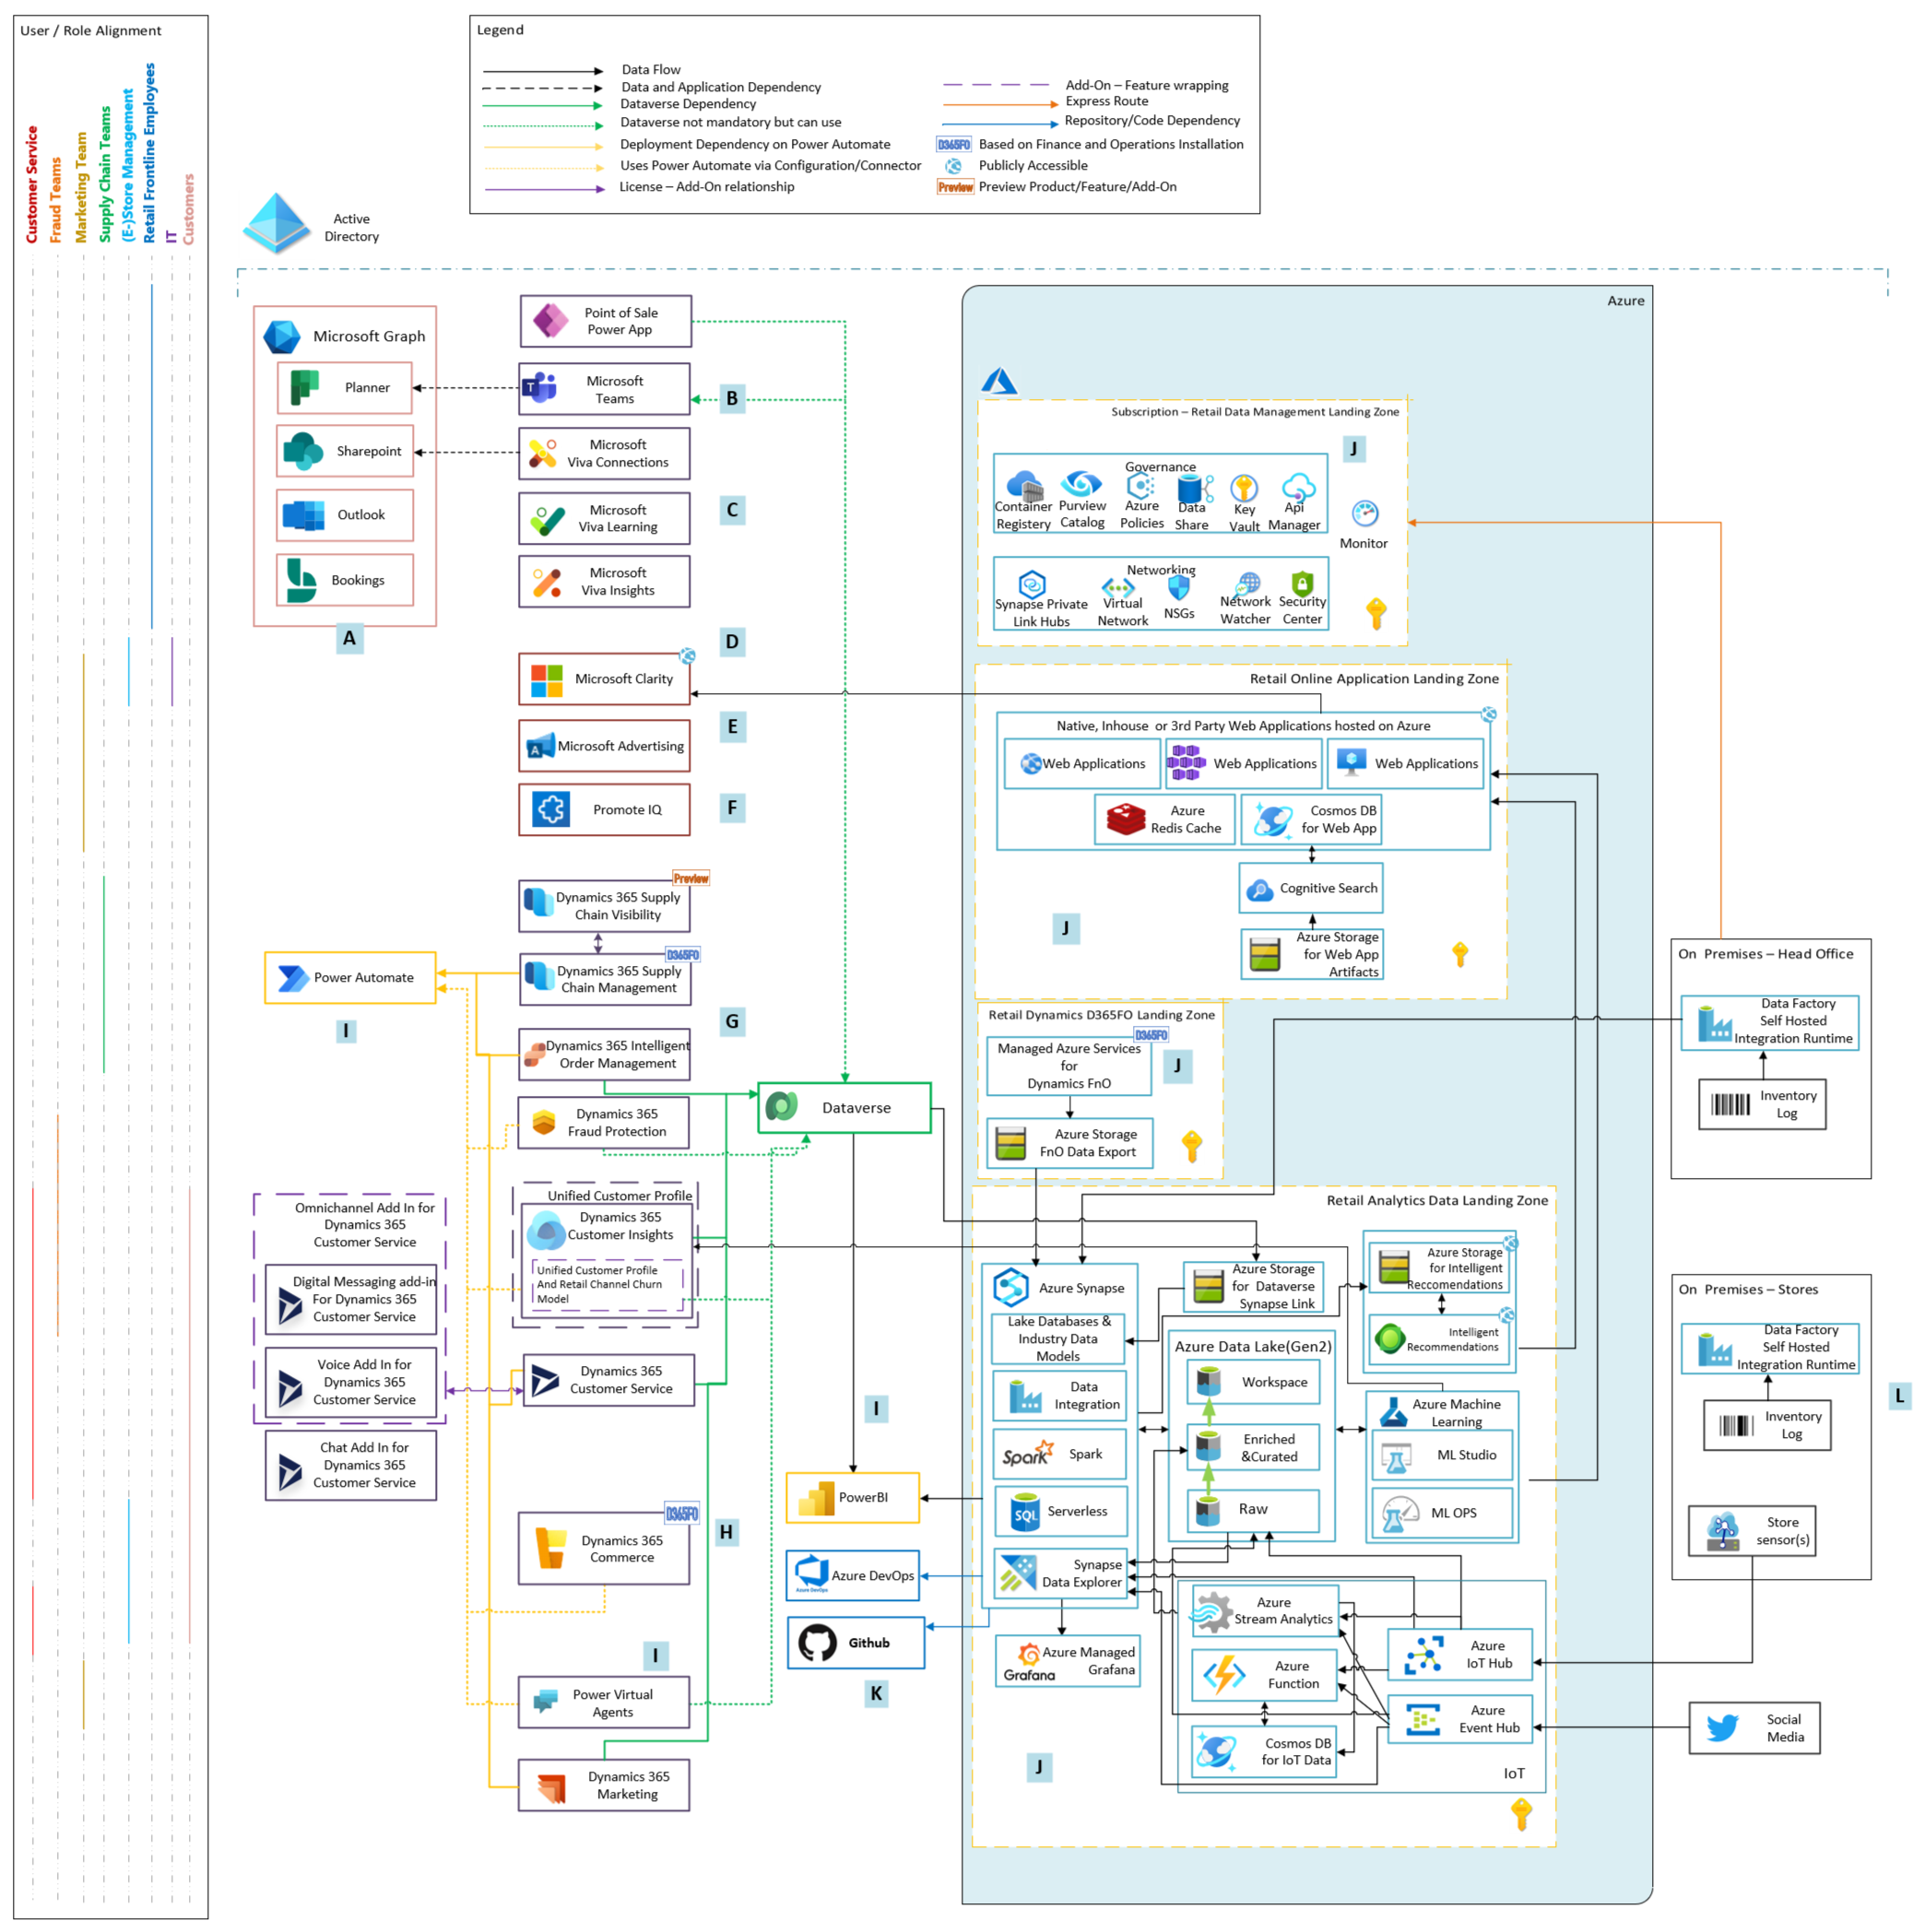 User / Role Alignment
Customer Service
Fraud Teams
Marketing Team
Supply Chain Teams
(E-)Store Management
Retail Frontline Employees
IT
Customers
Legend
Data Flow
Data and Application Dependency
Dataverse Dependency
Dataverse not mandatory but can use
Deployment Dependency on Power Automate
Uses Power Automate via Configuration/Connector
License – Add-On relationship
Add-On – Feature wrapping
Express Route
Repository/Code Dependency
D365FO Based on Finance and Operations Installation
Publicly Accessible
Preview Preview Product/Feature/Add-On
Active
Directory
Microsoft Graph
Planner
Sharepoint
Outlook
Bookings
A
Point of Sale
Power App
T
Microsoft
Teams
B
Microsoft
Viva Connections
Microsoft
Viva Learning
C
Microsoft
Viva Insights
D
Microsoft Clarity
E
A
Microsoft Advertising
Promote IQ
F
Preview
Dynamics 365 Supply
Chain Visibility
D365FO
Dynamics 365 Supply
Chain Management
Power Automate
I
G
Dynamics 365 Intelligent
Order Management
Dynamics 365
Fraud Protection
Dataverse
Unified Customer Profile
Dynamics 365
Customer Insights
Unified Customer Profile
And Retail Channel Churn
Model
Omnichannel Add In for
Dynamics 365
Customer Service
Digital Messaging add-in
For Dynamics 365
Customer Service
Voice Add In for
Dynamics 365
Customer Service
Chat Add In for
Dynamics 365
Customer Service
Dynamics 365
Customer Service
D365FO
Dynamics 365
Commerce
H
I
Power Virtual
Agents
Dynamics 365
Marketing
I
PowerBI
Azure DevOps
Azure DevOps
Github
K
Azure
Subscription – Retail Data Management Landing Zone
J
Governance
Container
Registry
Purview
Catalog
Azure
Policies
Data
Share
Key
Vault
Api
Manager
Monitor
Networking
Synapse Private
Link Hubs
Virtual
Network
NSGs
Network
Watcher
Security
Center
Retail Online Application Landing Zone
Native, Inhouse or 3rd Party Web Applications hosted on Azure
Web Applications
Web Applications
Web Applications
Azure
Redis Cache
Cosmos DB
for Web App
Cognitive Search
J
Azure Storage
for Web App
Artifacts
Retail Dynamics D365FO Landing Zone
D365FO
Managed Azure Services
for
Dynamics FnO
J
Azure Storage
FnO Data Export
Retail Analytics Data Landing Zone
Azure Synapse
Lake Databases &
Industry Data
Models
Data
Integration
Spark
Spark
SQL
Serverless
Synapse
Data Explorer
Grafana
Azure Managed
Grafana
Azure Storage
for Dataverse
Synapse Link
Azure Data Lake(Gen2)
Workspace
Enriched
&Curated
Raw
Azure Storage
for Intelligent
Reccomendations
Intelligent
Recommendations
Azure Machine
Learning
ML Studio
ML OPS
Azure
Stream Analytics
Azure
Function
Cosmos DB
for IoT Data
Azure
IoT Hub
Azure
Event Hub
IoT
J
On Premises – Head Office
Data Factory
Self Hosted
Integration Runtime
Inventory
Log
On Premises – Stores
Data Factory
Self Hosted
Integration Runtime
Inventory
Log
L
Store
sensor(s)
Social
Media